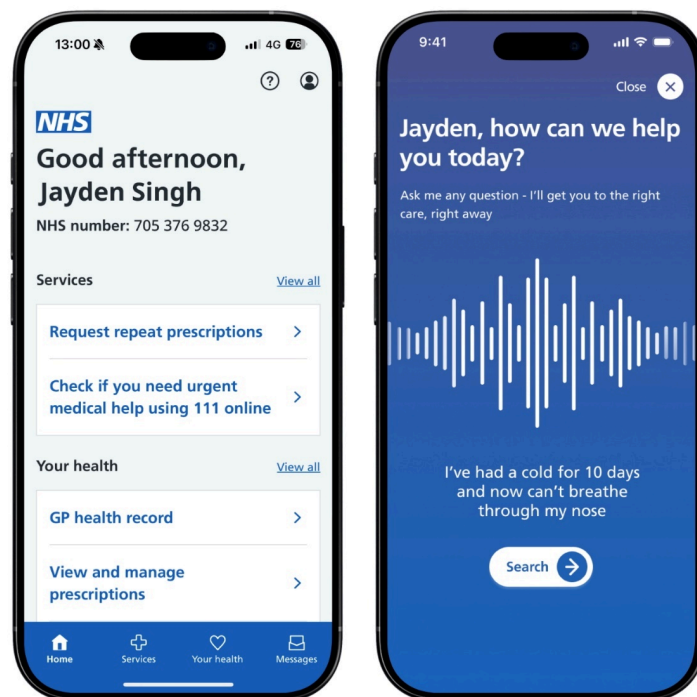 13:00
4G 76
NHS
Good afternoon,
Jayden Singh
NHS number: 705 376 9832
Services
View all
Request repeat prescriptions
Check if you need urgent
medical help using 111 online
Your health
View all
GP health record
View and manage
prescriptions
Home
Services
Your health
Messages
9:41
Close
Jayden, how can we help
you today?
Ask me any question - I'll get you to the right
care, right away
I've had a cold for 10 days
and now can't breathe
through my nose
Search